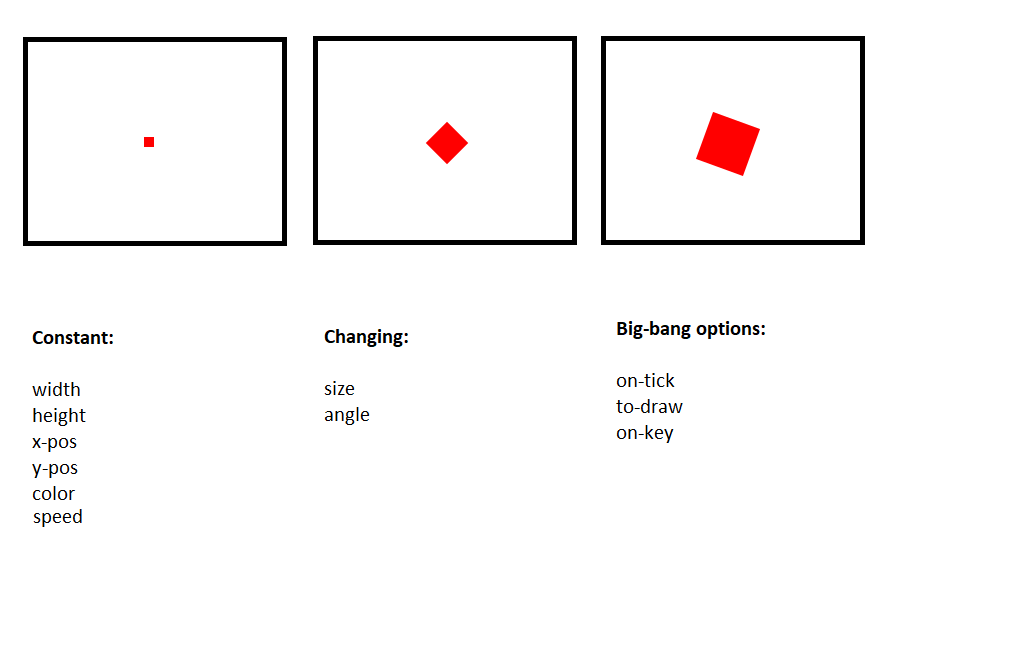 Constant:
width
height
x-pos
y-pos
color
speed
Changing:
size
angle
Big-bang options:
on-tick
to-draw
on-key